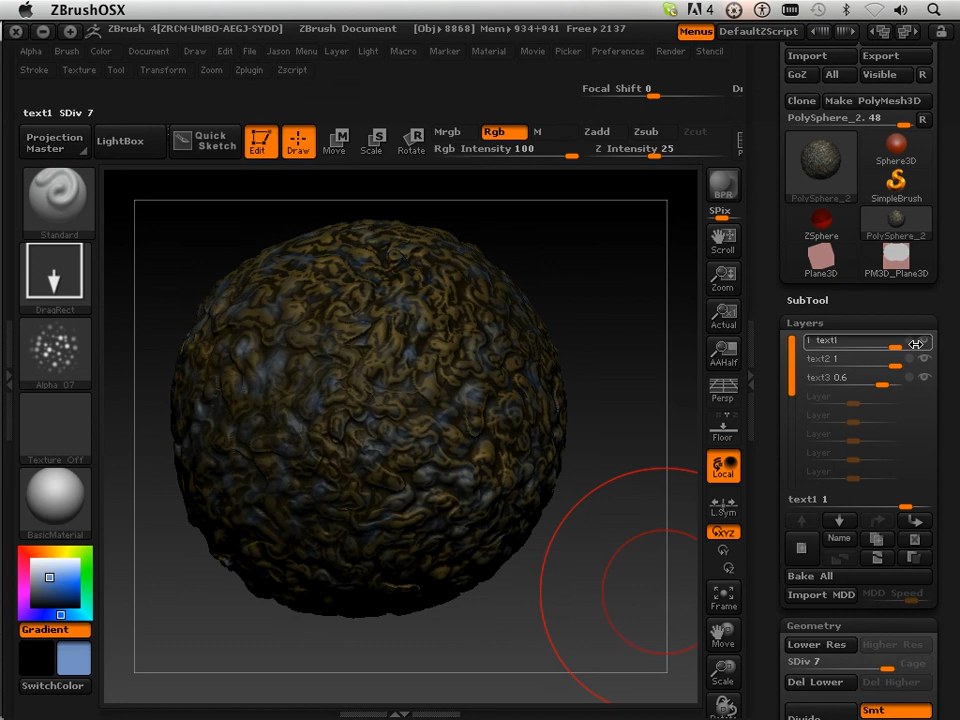 ZBrushOSX
4
ZBrush 4[ZRCM-UMBO-AEGJ-SYDD]
ZBrush Document
[Obj▸8868] Mem▸934+941 Free▸2137
Menus
DefaultZScript
Alpha Brush Color Document Draw Edit File Jason Menu Layer Light Macro Marker Material Movie Picker Preferences Render Stencil
Stroke Texture Tool Transform Zoom Zplugin Zscript
text1 SDiv 7
Focal Shift 0
Dr
Projection Master
LightBox
Quick Sketch
Edit
Draw
Move
Scale
Rotate
Mrgb
Rgb
M
Rgb Intensity 100
Zadd
Zsub
Zcut
Z Intensity 25
Standard
DragRect
Alpha 07
Texture Off
BasicMaterial
Gradient
SwitchColor
BPR
SPix
Scroll
Zoom
Actual
AAHalf
Persp
Floor
Local
L.Sym
XYZ
Y
Z
Frame
Move
Scale
Import
Export
GoZ
All
Visible
R
Clone
Make PolyMesh3D
PolySphere_2. 48
R
PolySphere_2
Sphere3D
SimpleBrush
ZSphere
PolySphere_2
Plane3D
PM3D_Plane3D
SubTool
Layers
text1
text2 1
text3 0.6
Layer
Layer
Layer
Layer
Layer
text1 1
Name
Bake All
Import MDD
MDD Speed
Geometry
Lower Res
Higher Res
SDiv 7
Cage
Del Lower
Del Higher
Divide
Smt